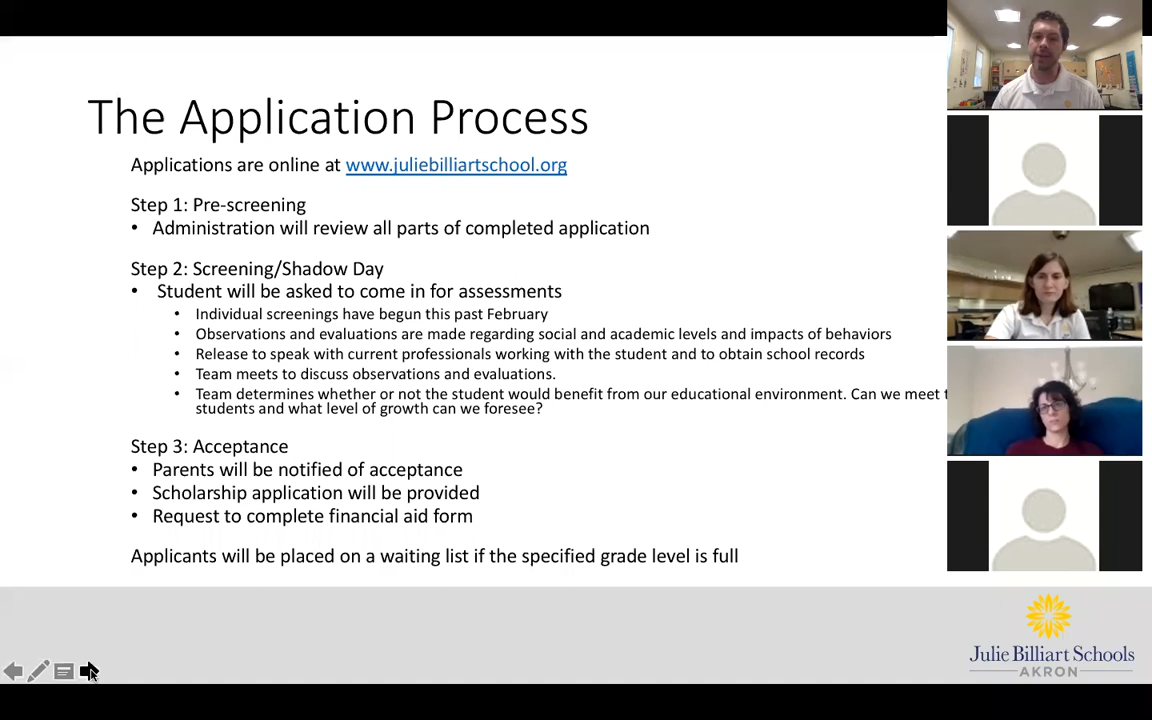 The Application Process
Applications are online at www.juliebilliartschool.org
Step 1: Pre-screening
• Administration will review all parts of completed application
Step 2: Screening/Shadow Day
• Student will be asked to come in for assessments
• Individual screenings have begun this past February
• Observations and evaluations are made regarding social and academic levels and impacts of behaviors
• Release to speak with current professionals working with the student and to obtain school records
• Team meets to discuss observations and evaluations.
• Team determines whether or not the student would benefit from our educational environment. Can we meet
students and what level of growth can we foresee?
Step 3: Acceptance
• Parents will be notified of acceptance
• Scholarship application will be provided
• Request to complete financial aid form
Applicants will be placed on a waiting list if the specified grade level is full
Julie Billiart Schools
AKRON